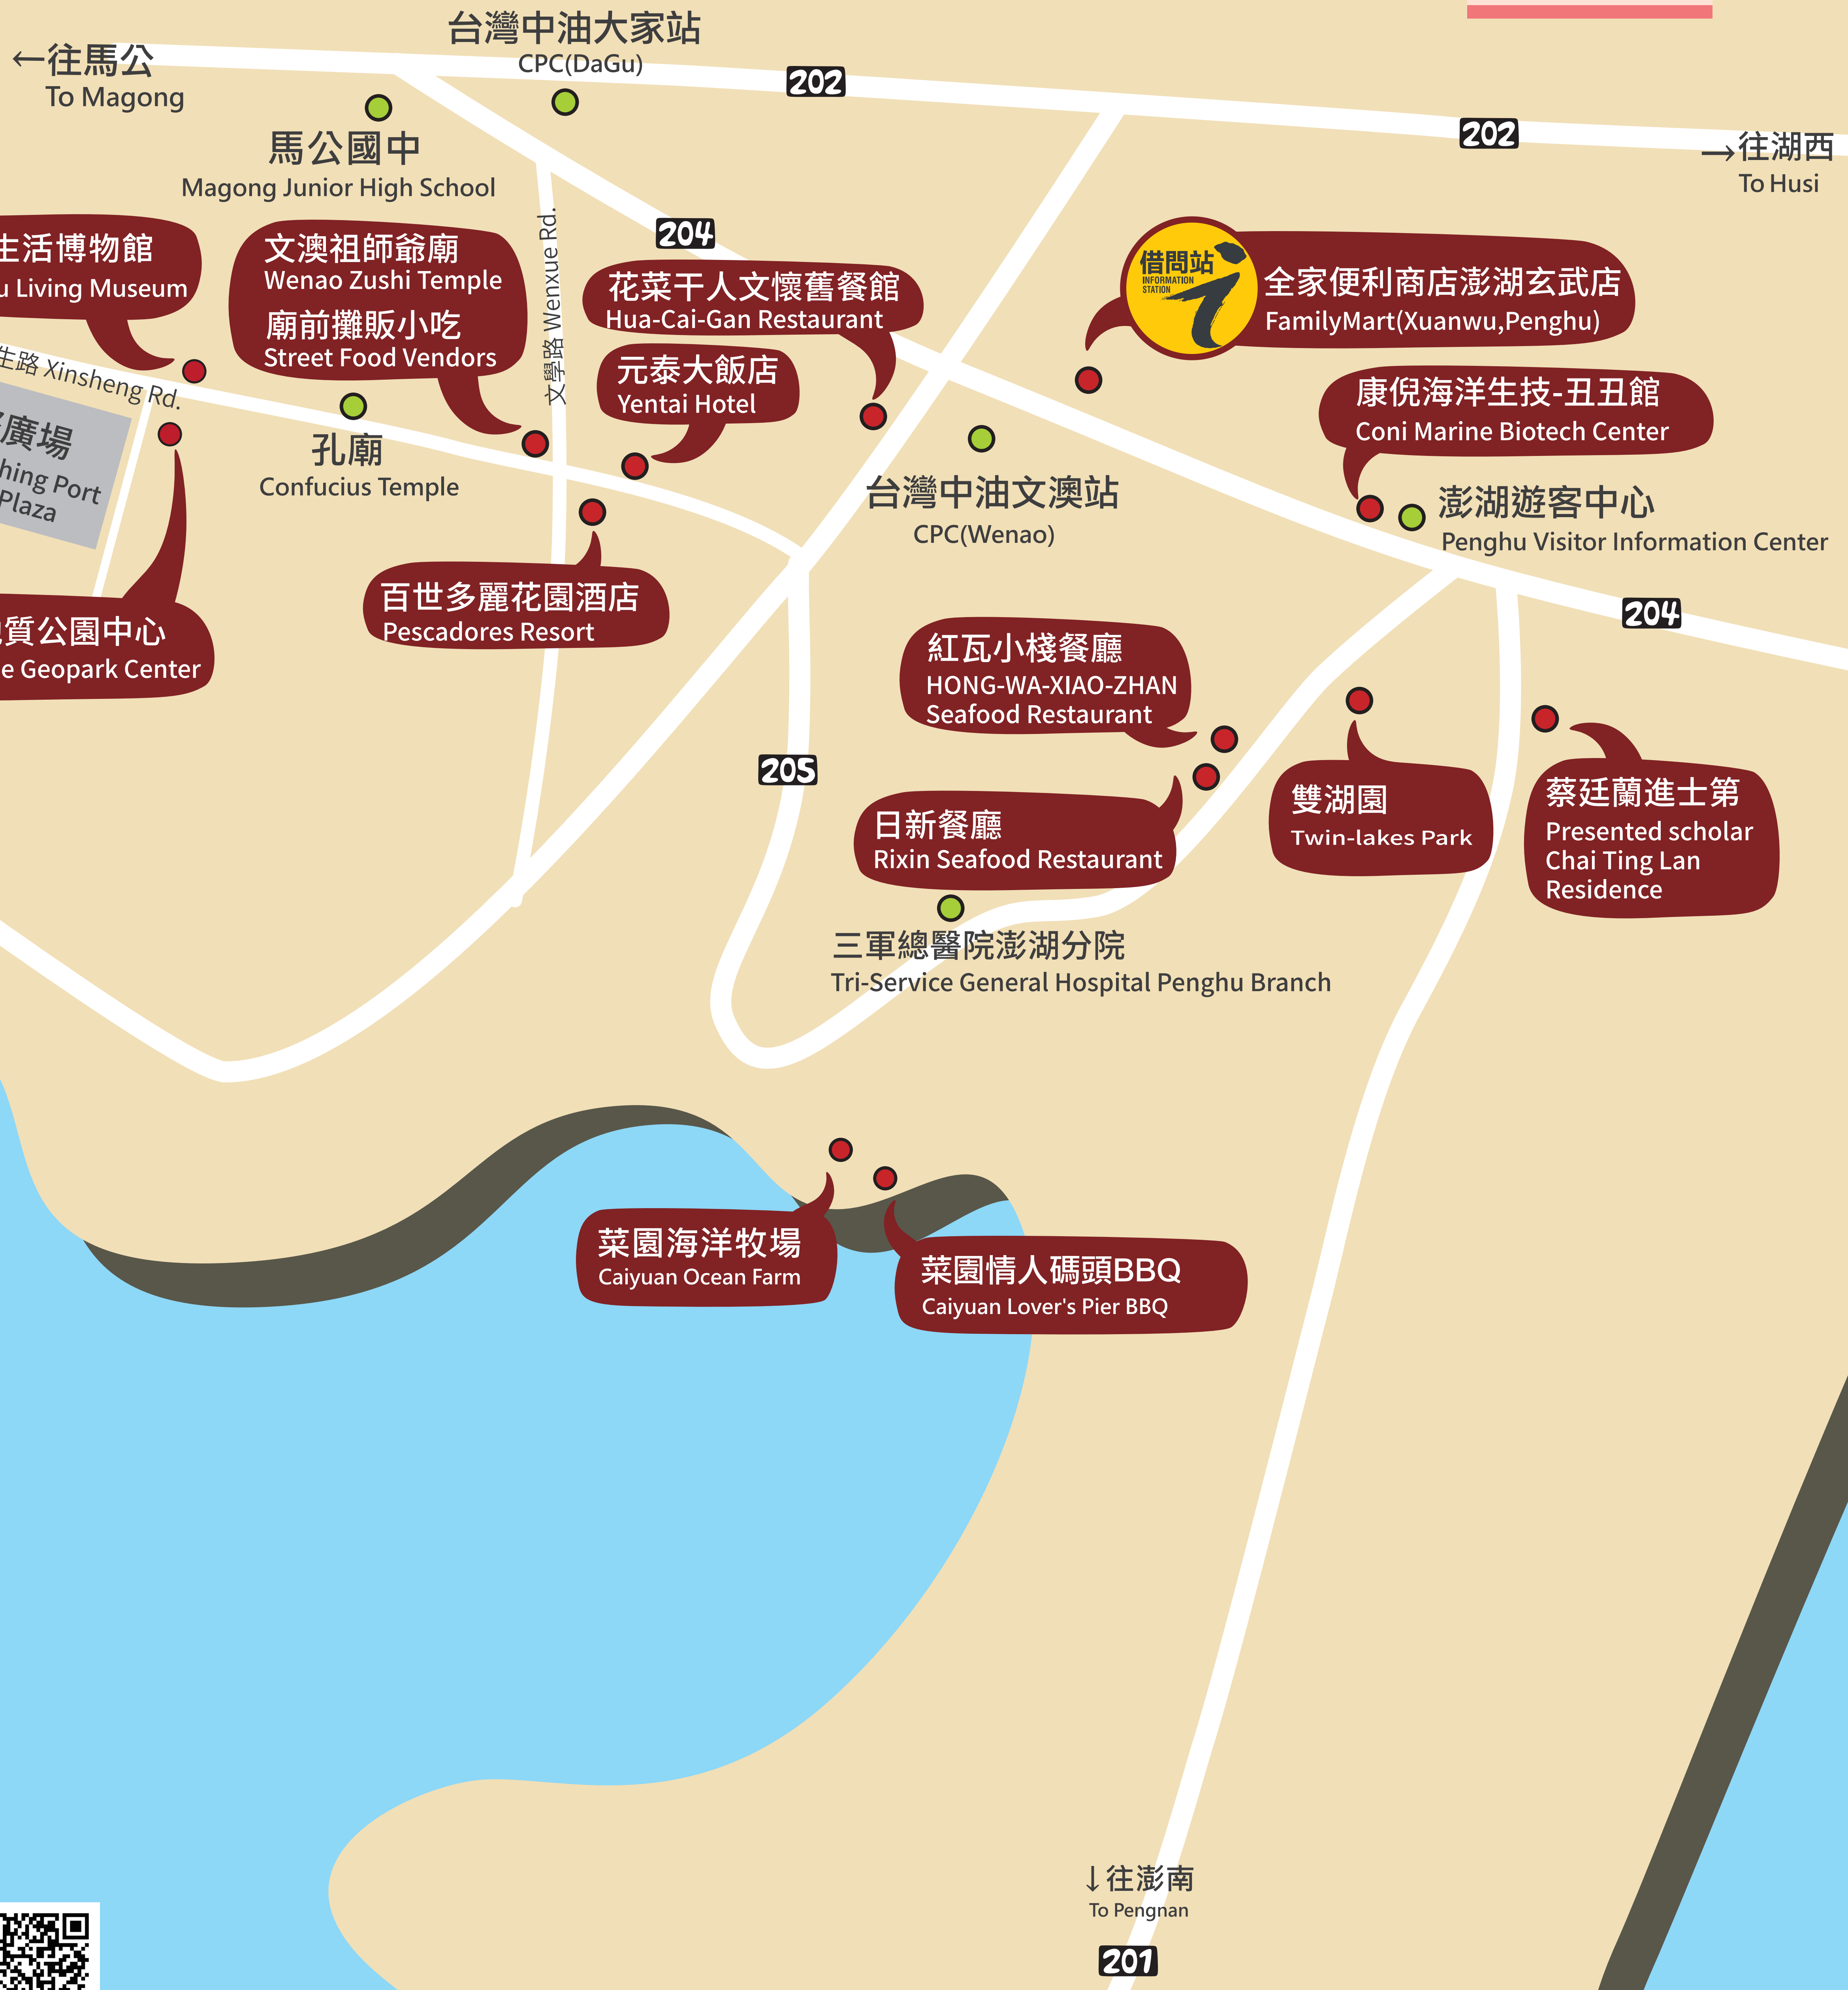 台灣中油大家站
CPC(DaGu)
←往馬公
To Magong
202
202
→往湖西
To Husi
馬公國中
Magong Junior High School
204
文學路 Wenxue Rd.
生活博物館
u Living Museum
文澳祖師爺廟
Wenao Zushi Temple
廟前攤販小吃
Street Food Vendors
花菜干人文懷舊餐館
Hua-Cai-Gan Restaurant
借問站
INFORMATION
STATION
全家便利商店澎湖玄武店
FamilyMart(Xuanwu,Penghu)
元泰大飯店
Yentai Hotel
康倪海洋生技-丑丑館
Coni Marine Biotech Center
生路 Xinsheng Rd.
廣場
hing Port
Plaza
孔廟
Confucius Temple
台灣中油文澳站
CPC(Wenao)
澎湖遊客中心
Penghu Visitor Information Center
百世多麗花園酒店
Pescadores Resort
204
質公園中心
e Geopark Center
紅瓦小棧餐廳
HONG-WA-XIAO-ZHAN
Seafood Restaurant
205
日新餐廳
Rixin Seafood Restaurant
雙湖園
Twin-lakes Park
蔡廷蘭進士第
Presented scholar
Chai Ting Lan
Residence
三軍總醫院澎湖分院
Tri-Service General Hospital Penghu Branch
菜園海洋牧場
Caiyuan Ocean Farm
菜園情人碼頭BBQ
Caiyuan Lover's Pier BBQ
↓往澎南
To Pengnan
201